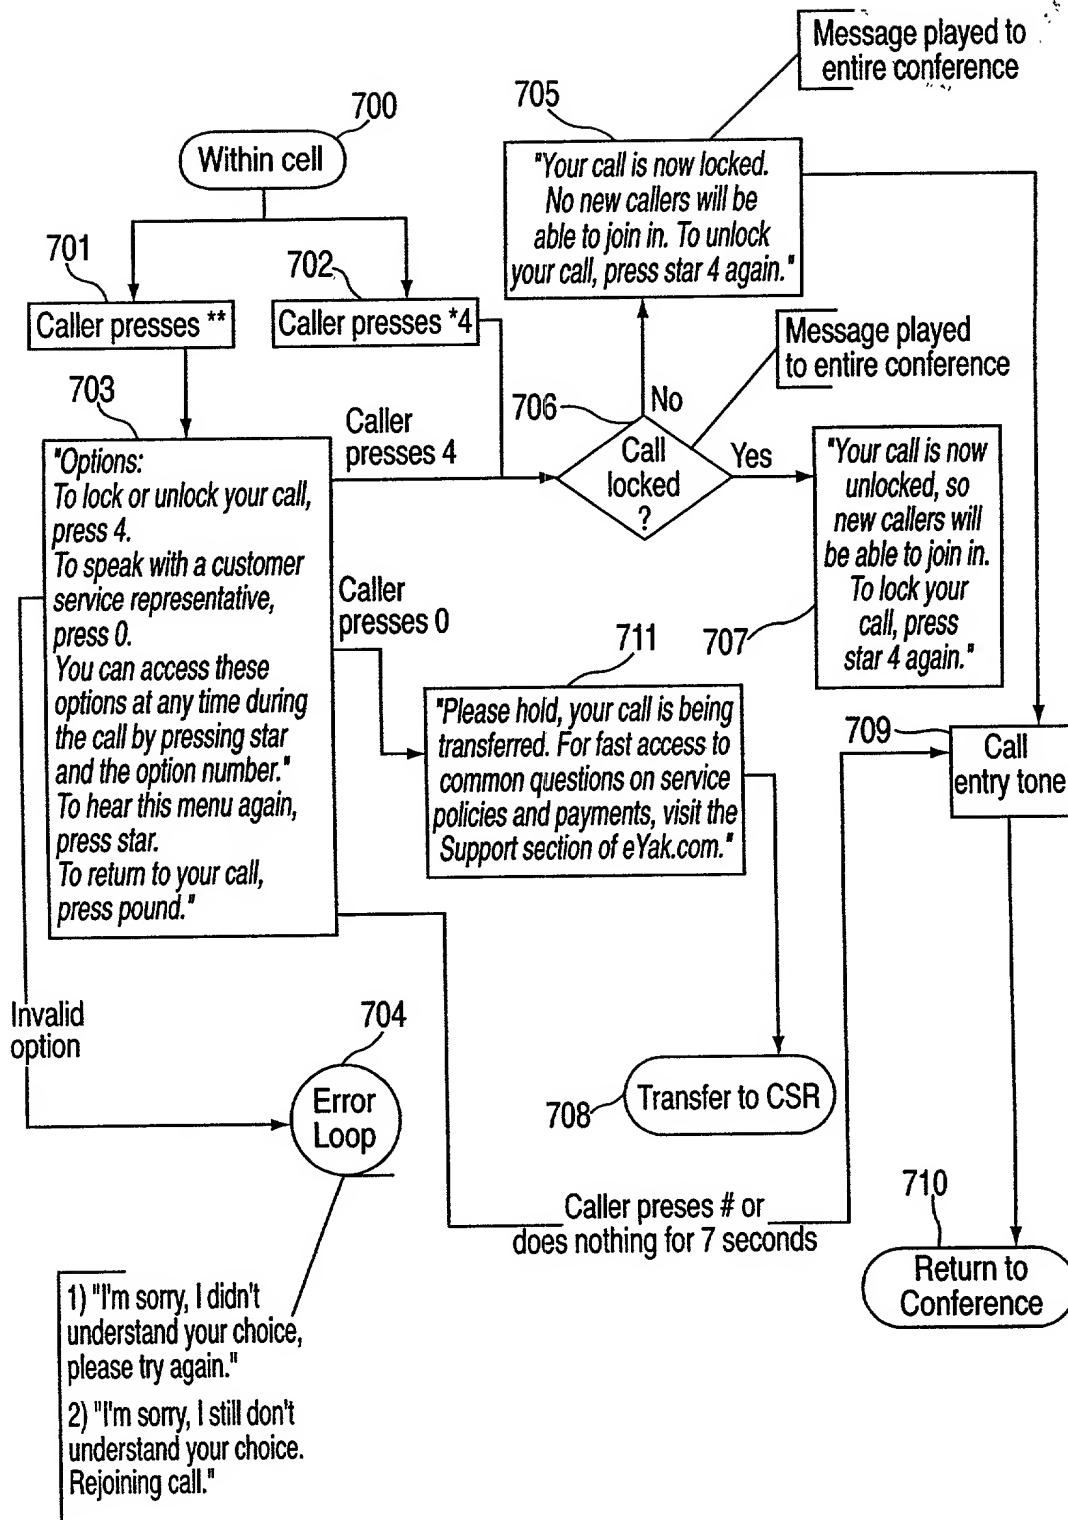 Message played to
entire conference
705
700
Within cell
"Your call is now locked.
No new callers will be
able to join in. To unlock
your call, press star 4 again."
701
702
Caller presses **
Caller presses *4
Message played
to entire conference
703
706
No
Caller
presses 4
Call
locked
?
Yes
"Your call is now
unlocked, so
new callers will
be able to join in.
To lock your
call, press
star 4 again."
707
"Options:
To lock or unlock your call,
press 4.
To speak with a customer
service representative,
press 0.
You can access these
options at any time during
the call by pressing star
and the option number."
To hear this menu again,
press star.
To return to your call,
press pound."
Caller
presses 0
711
"Please hold, your call is being
transferred. For fast access to
common questions on service
policies and payments, visit the
Support section of eYak.com."
709
Call
entry tone
Invalid
option
704
Error
Loop
708
Transfer to CSR
Caller preses # or
does nothing for 7 seconds
710
Return to
Conference
1) "I'm sorry, I didn't
understand your choice,
please try again."
2) "I'm sorry, I still don't
understand your choice.
Rejoining call."